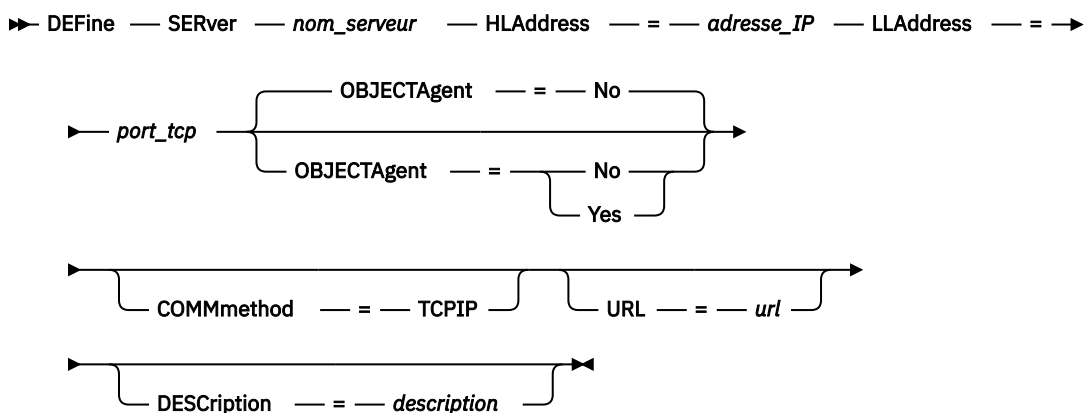 DEFine SERver nom_serveur HLAddress = adresse_IP LLAddress =
OBJECTAgent = No
port_tcp
OBJECTAgent = No
Yes
COMMmethod = TCPIP URL = url
DESCription = description